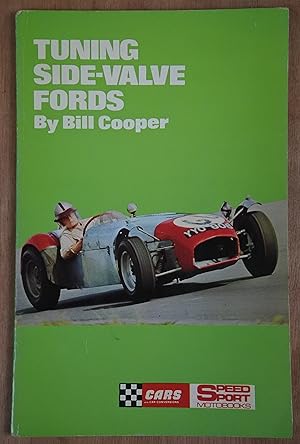 TUNING
SIDE-VALVE
FORDS
By Bill Cooper
CARS
SPEED
SPORT
MOTOBOOKS